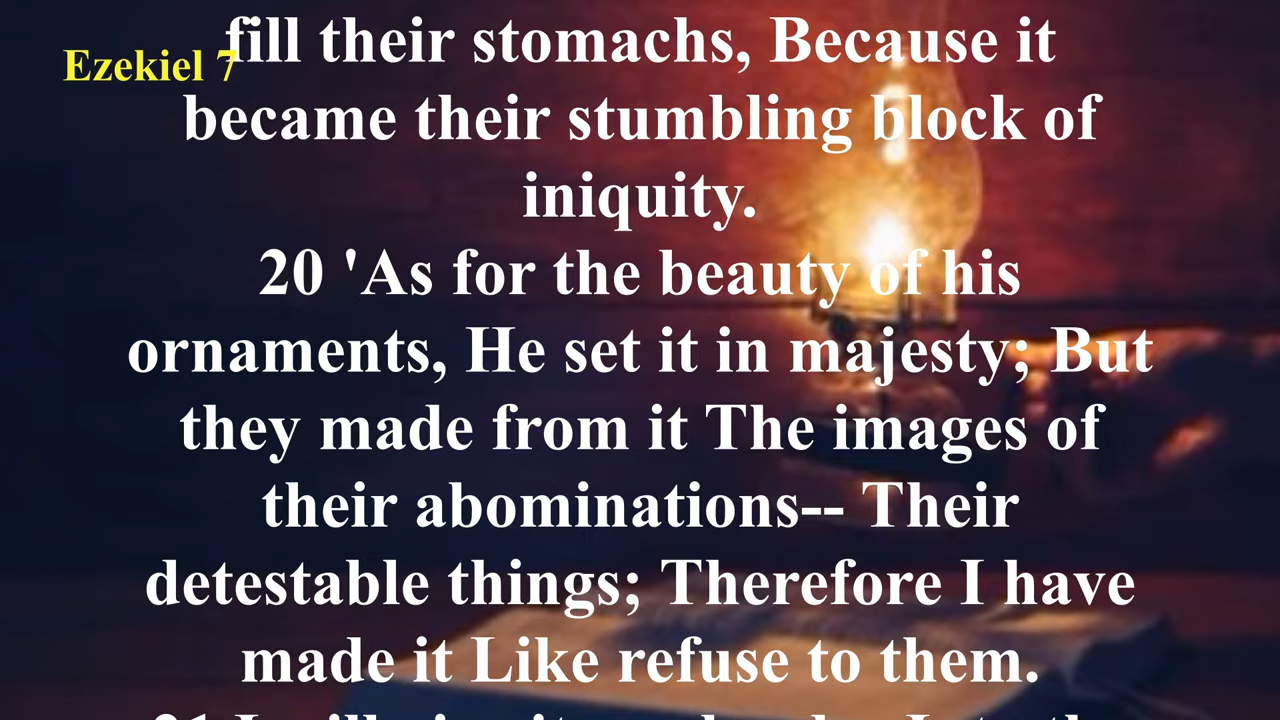 Ezekiel 7
fill their stomachs, Because it
became their stumbling block of
iniquity.
20 'As for the beauty of his
ornaments, He set it in majesty; But
they made from it The images of
their abominations-- Their
detestable things; Therefore I have
made it Like refuse to them.